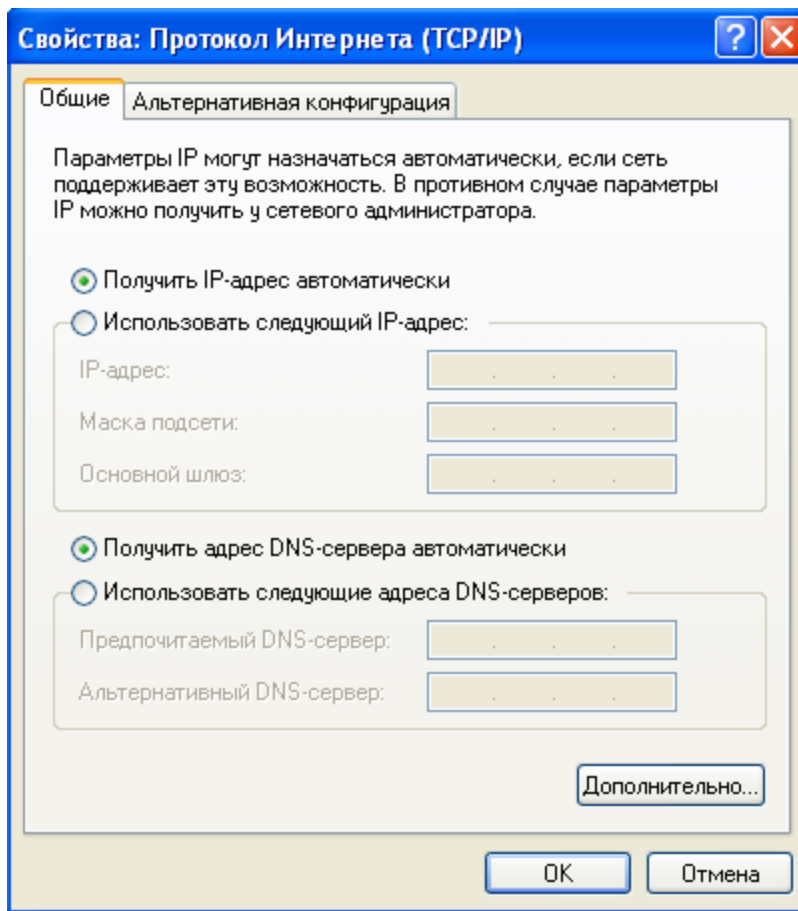 Свойства: Протокол Интернета (TCP/IP)
Общие
Альтернативная конфигурация
Параметры IP могут назначаться автоматически, если сеть
поддерживает эту возможность. В противном случае параметры
IP можно получить у сетевого администратора.
Получить IP-адрес автоматически
Использовать следующий IP-адрес:
IP-адрес:
Маска подсети:
Основной шлюз:
Получить адрес DNS-сервера автоматически
Использовать следующие адреса DNS-серверов:
Предпочитаемый DNS-сервер:
Альтернативный DNS-сервер:
Дополнительно...
ОК
Отмена